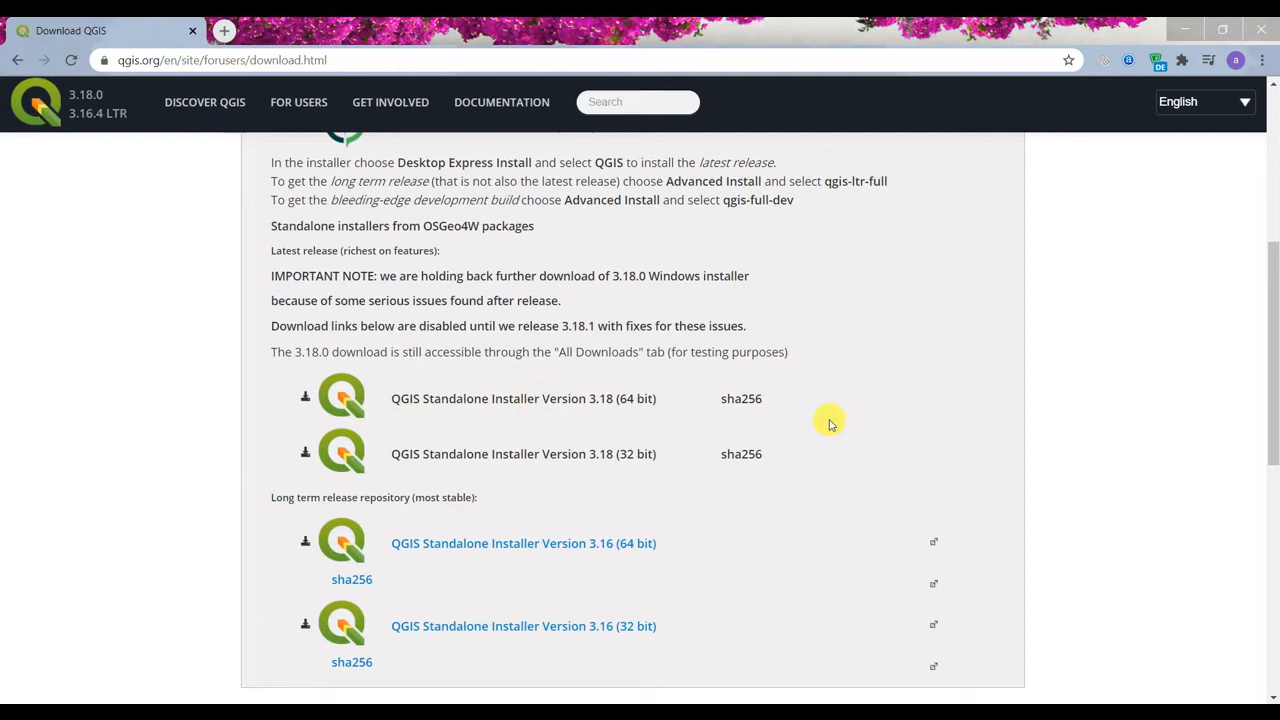 Download QGIS
qgis.org/en/site/forusers/download.html
DE
a
3.18.0
3.16.4 LTR
DISCOVER QGIS
FOR USERS
GET INVOLVED
DOCUMENTATION
Search
English
In the installer choose Desktop Express Install and select QGIS to install the latest release.
To get the long term release (that is not also the latest release) choose Advanced Install and select qgis-ltr-full
To get the bleeding-edge development build choose Advanced Install and select qgis-full-dev
Standalone installers from OSGeo4W packages
Latest release (richest on features):
IMPORTANT NOTE: we are holding back further download of 3.18.0 Windows installer
because of some serious issues found after release.
Download links below are disabled until we release 3.18.1 with fixes for these issues.
The 3.18.0 download is still accessible through the "All Downloads" tab (for testing purposes)
QGIS Standalone Installer Version 3.18 (64 bit) sha256
QGIS Standalone Installer Version 3.18 (32 bit) sha256
Long term release repository (most stable):
QGIS Standalone Installer Version 3.16 (64 bit)
sha256
QGIS Standalone Installer Version 3.16 (32 bit)
sha256